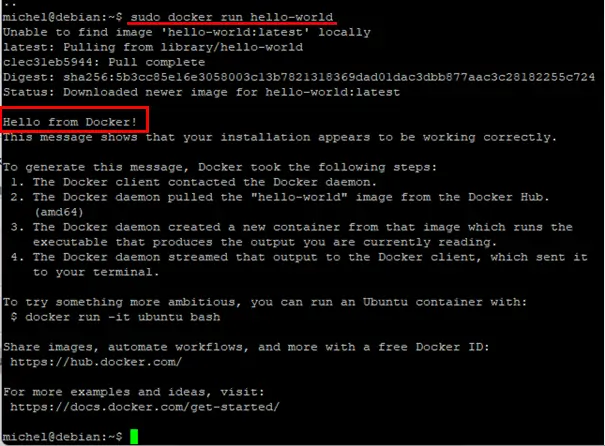 ..
michel@debian:~$ sudo docker run hello-world
Unable to find image 'hello-world:latest' locally
latest: Pulling from library/hello-world
c1ec31eb5944: Pull complete
Digest: sha256:5b3cc85e16e3058003c13b7821318369dad01dac3dbb877aac3c28182255c724
Status: Downloaded newer image for hello-world:latest
Hello from Docker!
This message shows that your installation appears to be working correctly.
To generate this message, Docker took the following steps:
1. The Docker client contacted the Docker daemon.
2. The Docker daemon pulled the "hello-world" image from the Docker Hub.
(amd64)
3. The Docker daemon created a new container from that image which runs the
executable that produces the output you are currently reading.
4. The Docker daemon streamed that output to the Docker client, which sent it
to your terminal.
To try something more ambitious, you can run an Ubuntu container with:
$ docker run -it ubuntu bash
Share images, automate workflows, and more with a free Docker ID:
https://hub.docker.com/
For more examples and ideas, visit:
https://docs.docker.com/get-started/
michel@debian:~$